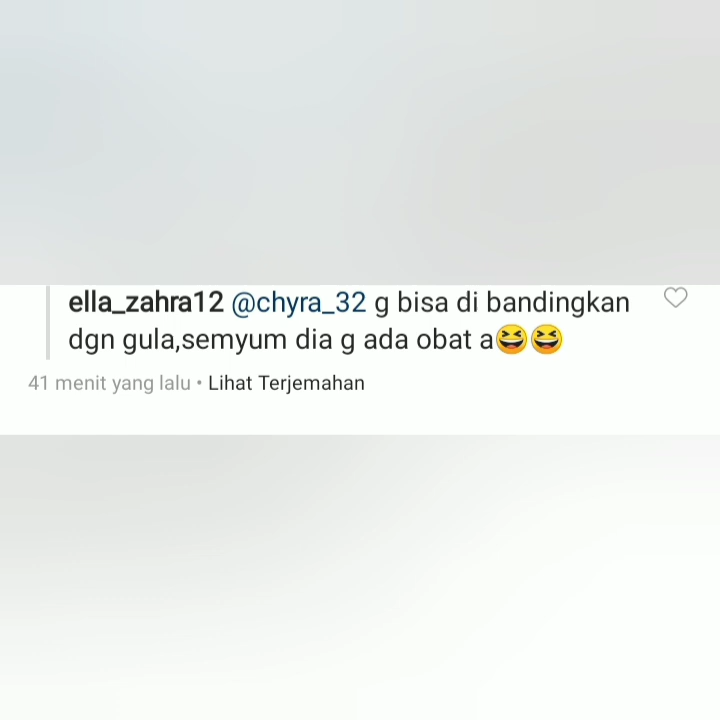 ella_zahra12 @chyra_32 g bisa di bandingkan
dgn gula,semyum dia g ada obat a😆😆
41 menit yang lalu • Lihat Terjemahan